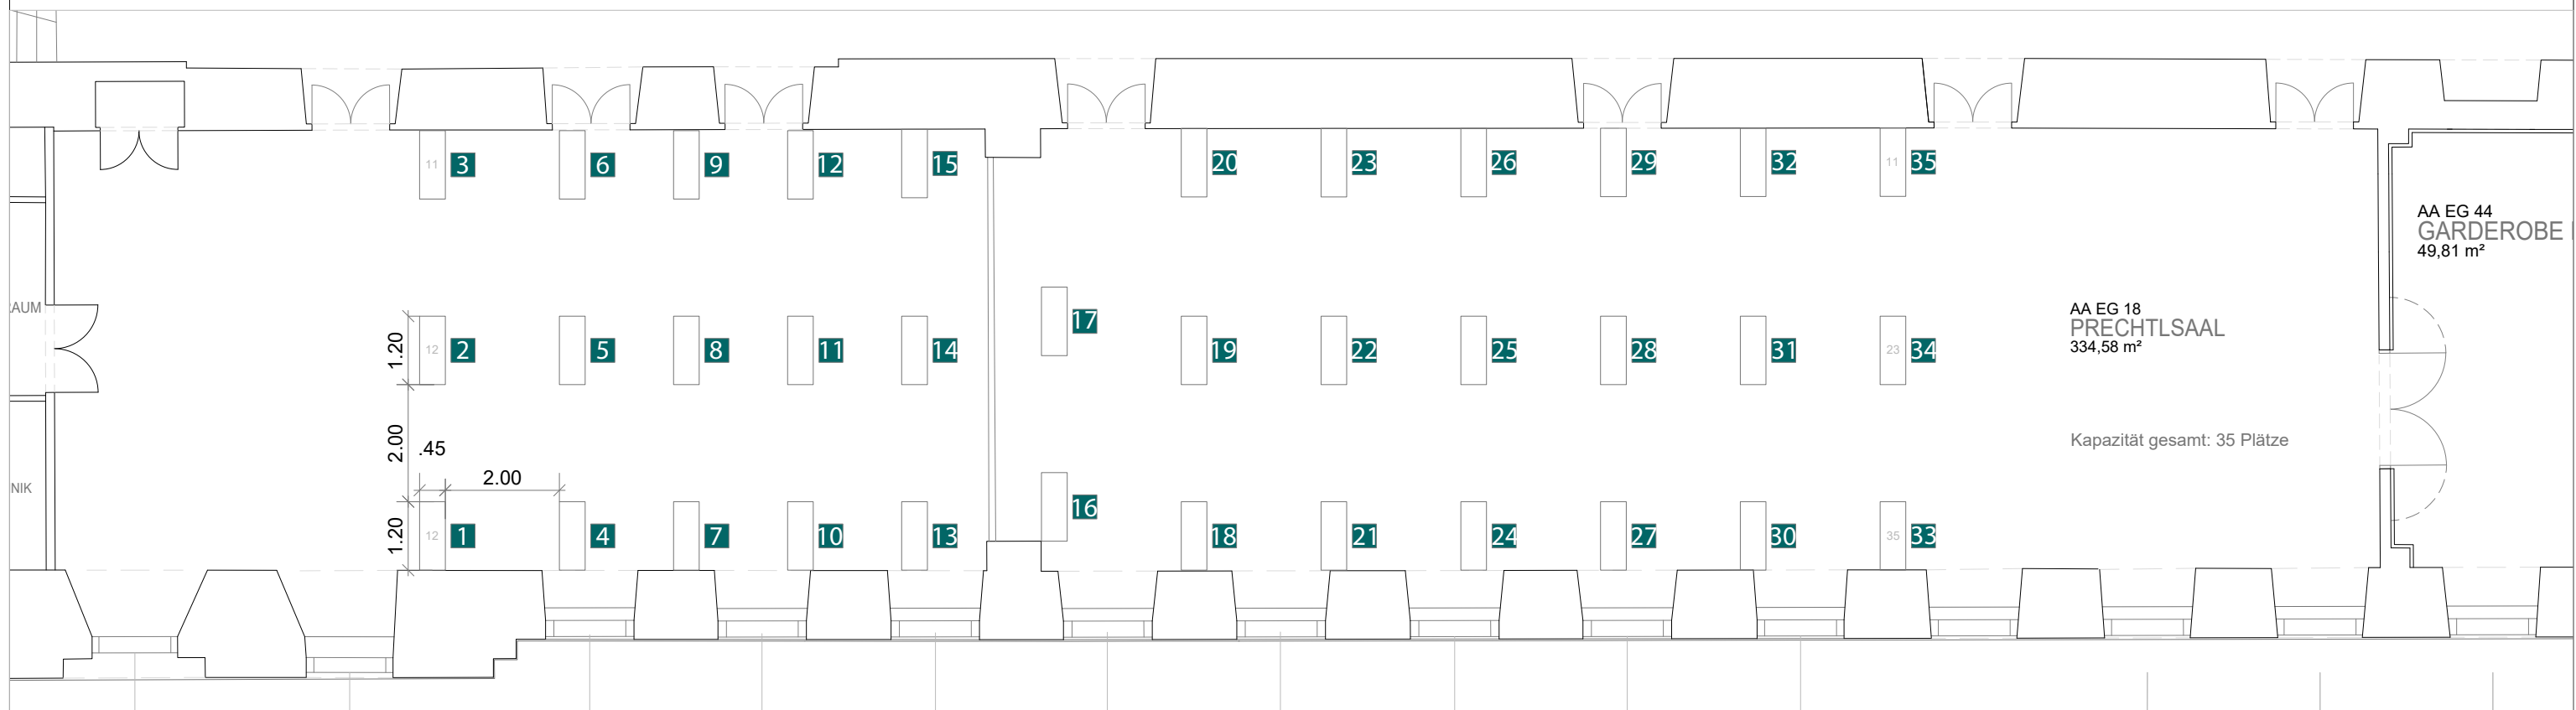 11 3 6 9 12 15 20 23 26 29 32 11 35
AA EG 44
GARDEROBE
49,81 m²
RAUM
17
AA EG 18
PRECHTLSAAL
334,58 m²
1.20 12 2 5 8 11 14 19 22 25 28 31 23 34
2.00 .45
Kapazität gesamt: 35 Plätze
2.00
NIK
16
1.20 12 1 4 7 10 13 18 21 24 27 30 35 33